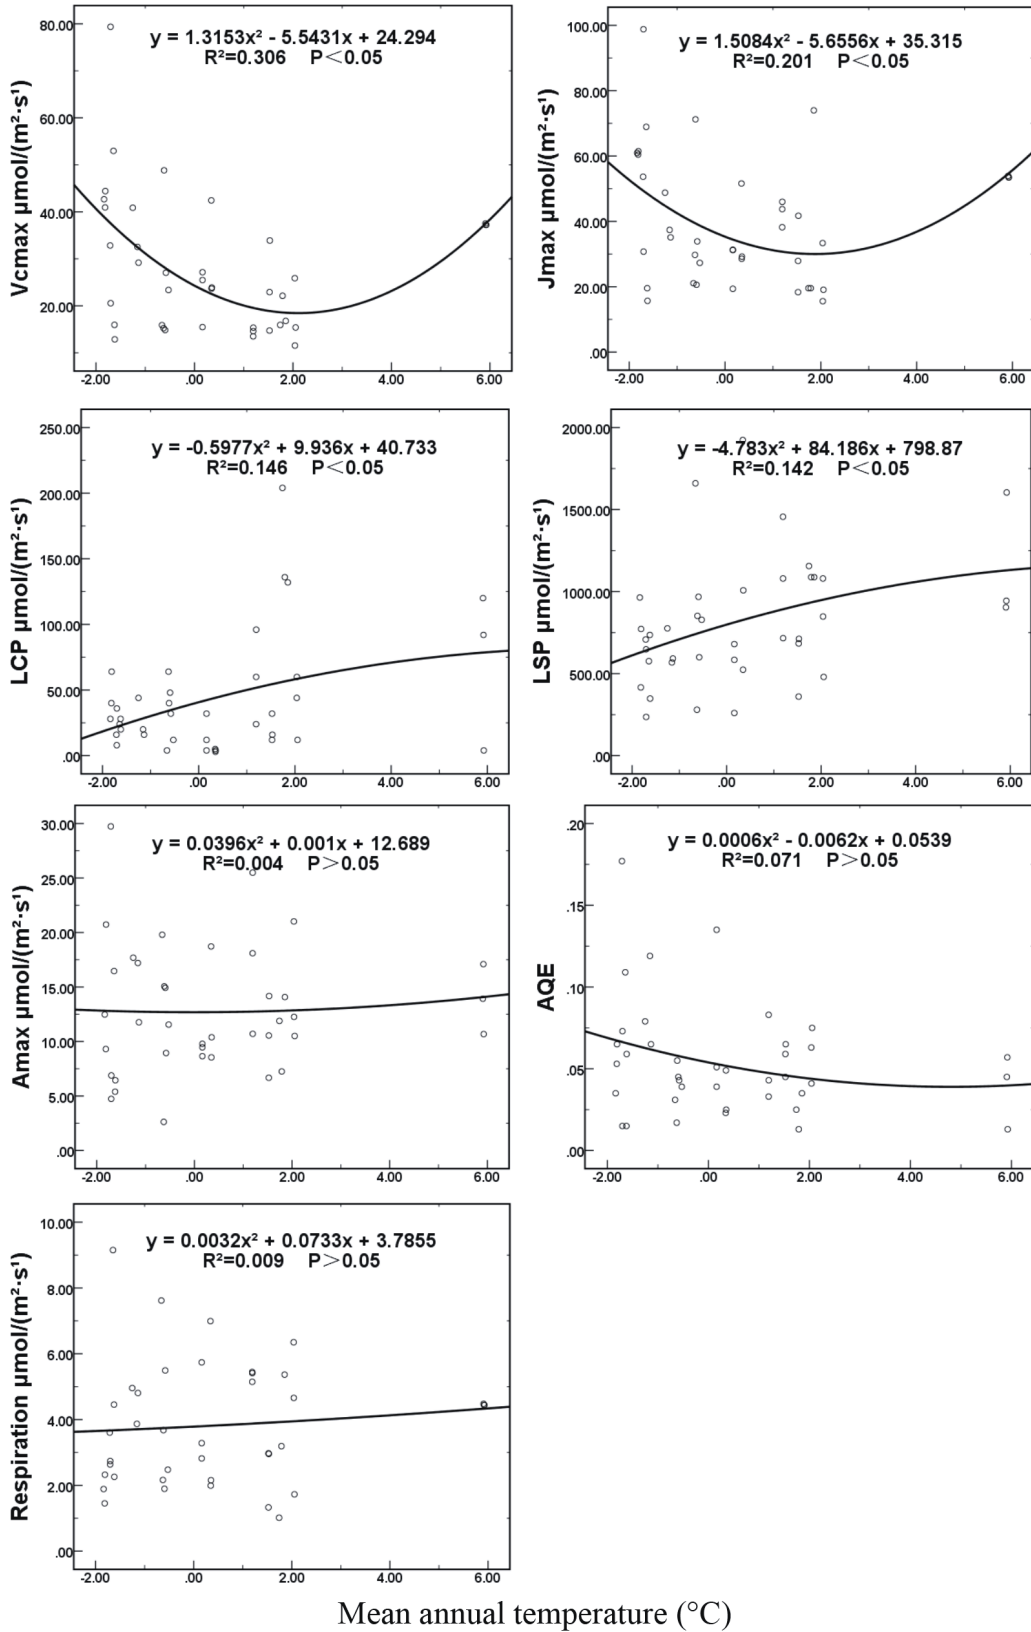 y = 1.3153x² - 5.5431x + 24.294
R²=0.306 P＜0.05
Vcmax μmol/(m²·s¹)
80.00
60.00
40.00
20.00
-2.00 .00 2.00 4.00 6.00
y = 1.5084x² - 5.6556x + 35.315
R²=0.201 P＜0.05
Jmax μmol/(m²·s¹)
100.00
80.00
60.00
40.00
20.00
.00
-2.00 .00 2.00 4.00 6.00
y = -0.5977x² + 9.936x + 40.733
R²=0.146 P＜0.05
LCP μmol/(m²·s¹)
250.00
200.00
150.00
100.00
50.00
.00
-2.00 .00 2.00 4.00 6.00
y = -4.783x² + 84.186x + 798.87
R²=0.142 P＜0.05
LSP μmol/(m²·s¹)
2000.00
1500.00
1000.00
500.00
.00
-2.00 .00 2.00 4.00 6.00
y = 0.0396x² + 0.001x + 12.689
R²=0.004 P＞0.05
Amax μmol/(m²·s¹)
30.00
25.00
20.00
15.00
10.00
5.00
.00
-2.00 .00 2.00 4.00 6.00
y = 0.0006x² - 0.0062x + 0.0539
R²=0.071 P＞0.05
AQE
.20
.15
.10
.05
.00
-2.00 .00 2.00 4.00 6.00
y = 0.0032x² + 0.0733x + 3.7855
R²=0.009 P＞0.05
Respiration μmol/(m²·s¹)
10.00
8.00
6.00
4.00
2.00
.00
-2.00 .00 2.00 4.00 6.00
Mean annual temperature (°C)